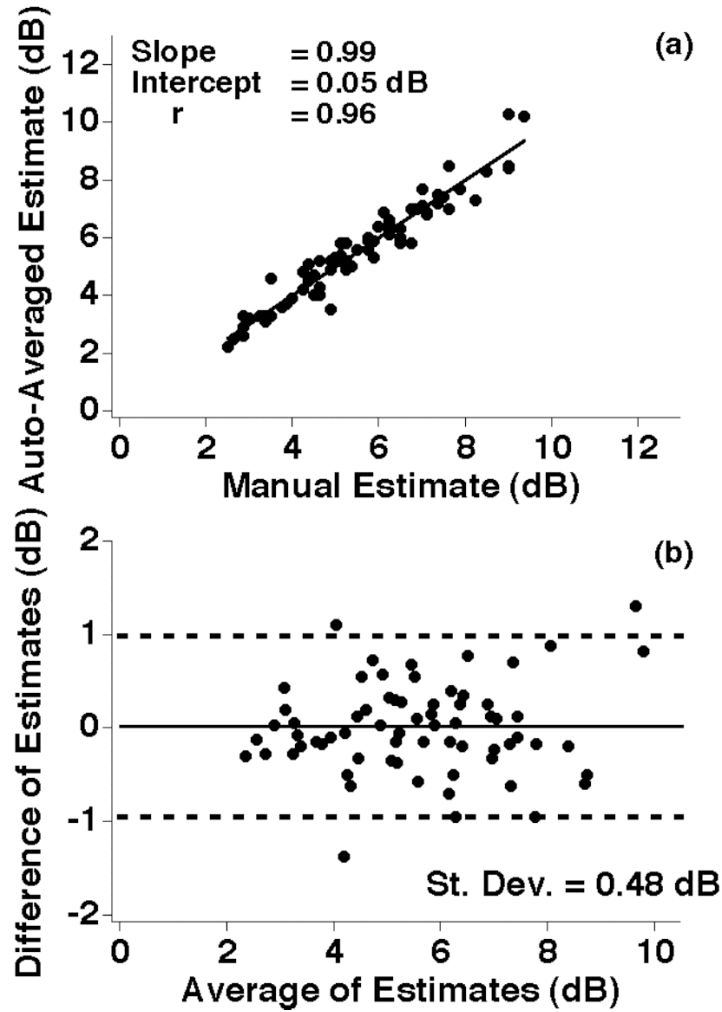 (a)
Slope = 0.99
Intercept = 0.05 dB
r = 0.96
Auto-Averaged Estimate (dB)
12
10
8
6
4
2
0
0 2 4 6 8 10 12
Manual Estimate (dB)
(b)
Difference of Estimates (dB)
2
1
0
-1
-2
St. Dev. = 0.48 dB
0 2 4 6 8 10
Average of Estimates (dB)